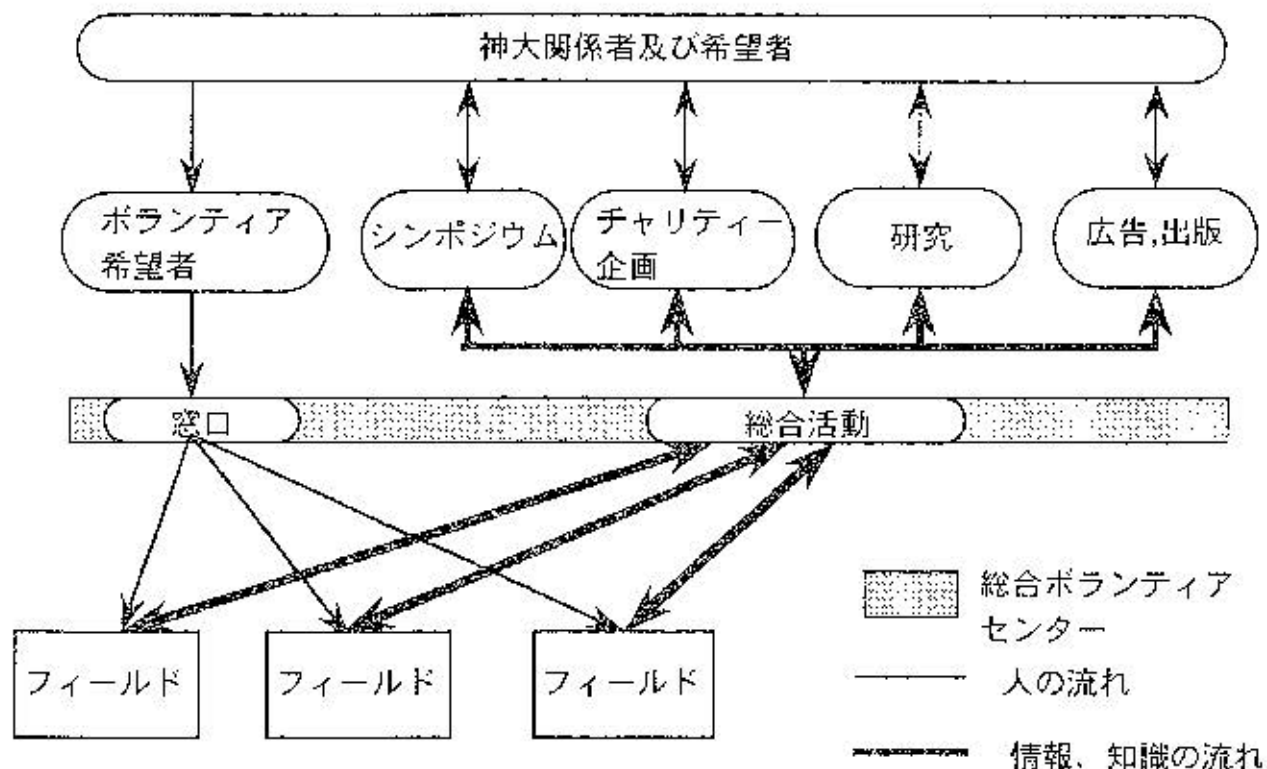 神大関係者及び希望者
ボランティア
希望者
シンポジウム
チャリティー
企画
研究
広告,出版
窓口
総合活動
フィールド
フィールド
フィールド
総合ボランティア
センター
人の流れ
情報、知識の流れ